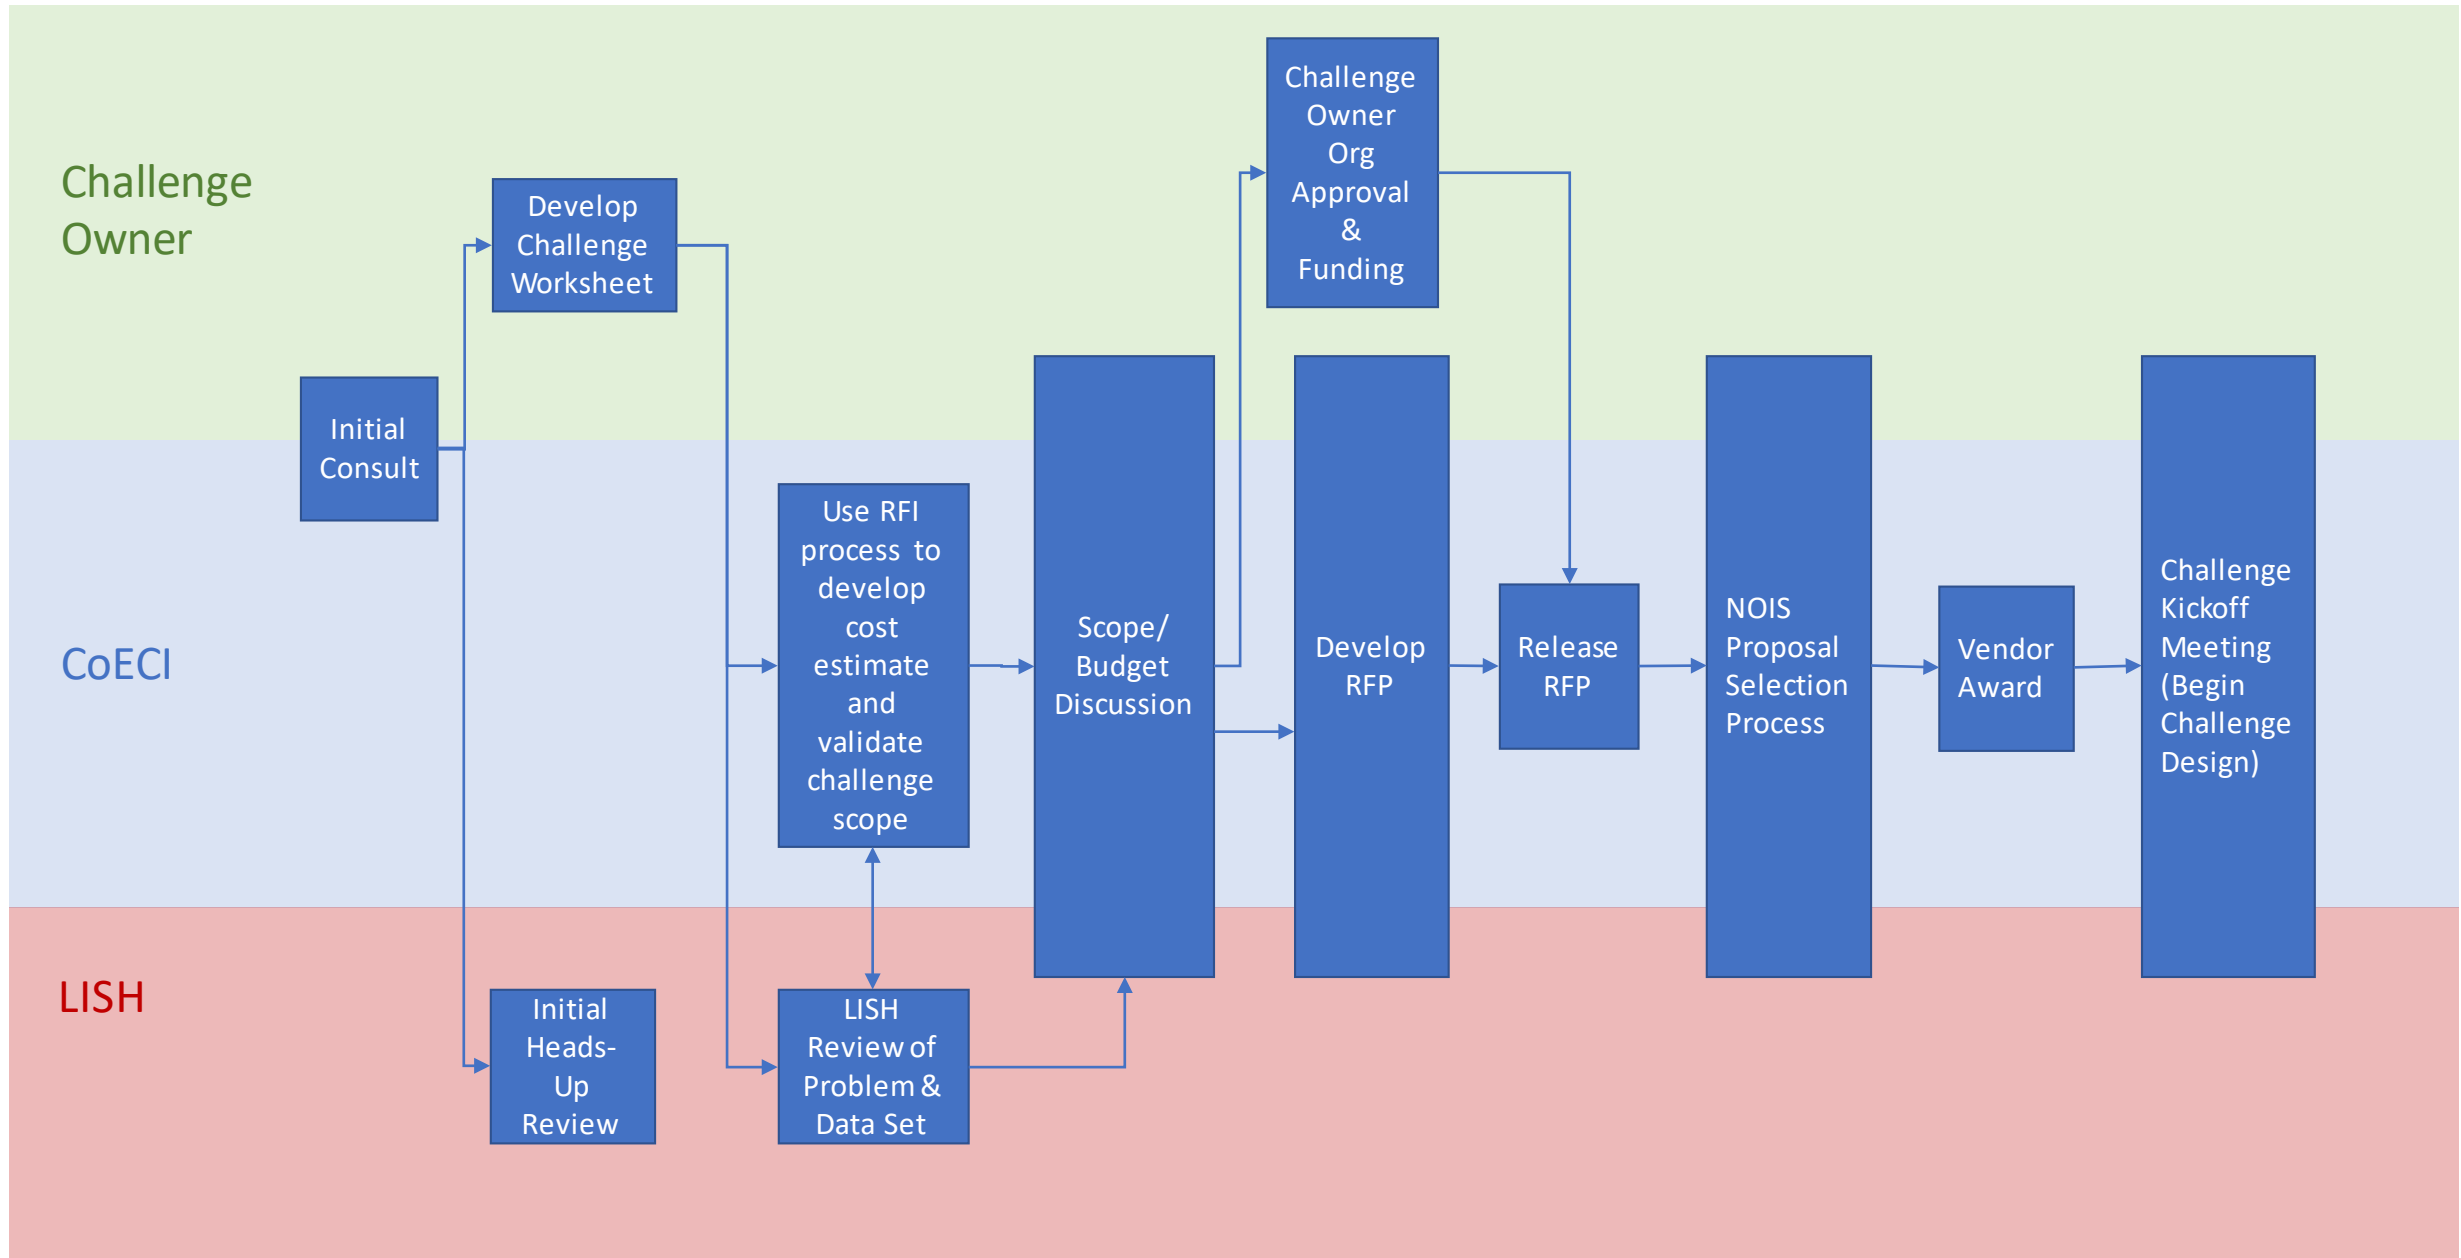 Challenge
Owner
Initial
Consult
Develop
Challenge
Worksheet
Challenge
Owner
Org
Approval
&
Funding
CoECI
Use RFI
process to
develop
cost
estimate
and
validate
challenge
scope
Scope/
Budget
Discussion
Develop
RFP
Release
RFP
NOIS
Proposal
Selection
Process
Vendor
Award
Challenge
Kickoff
Meeting
(Begin
Challenge
Design)
LISH
Initial
Heads-
Up
Review
LISH
Review of
Problem &
Data Set